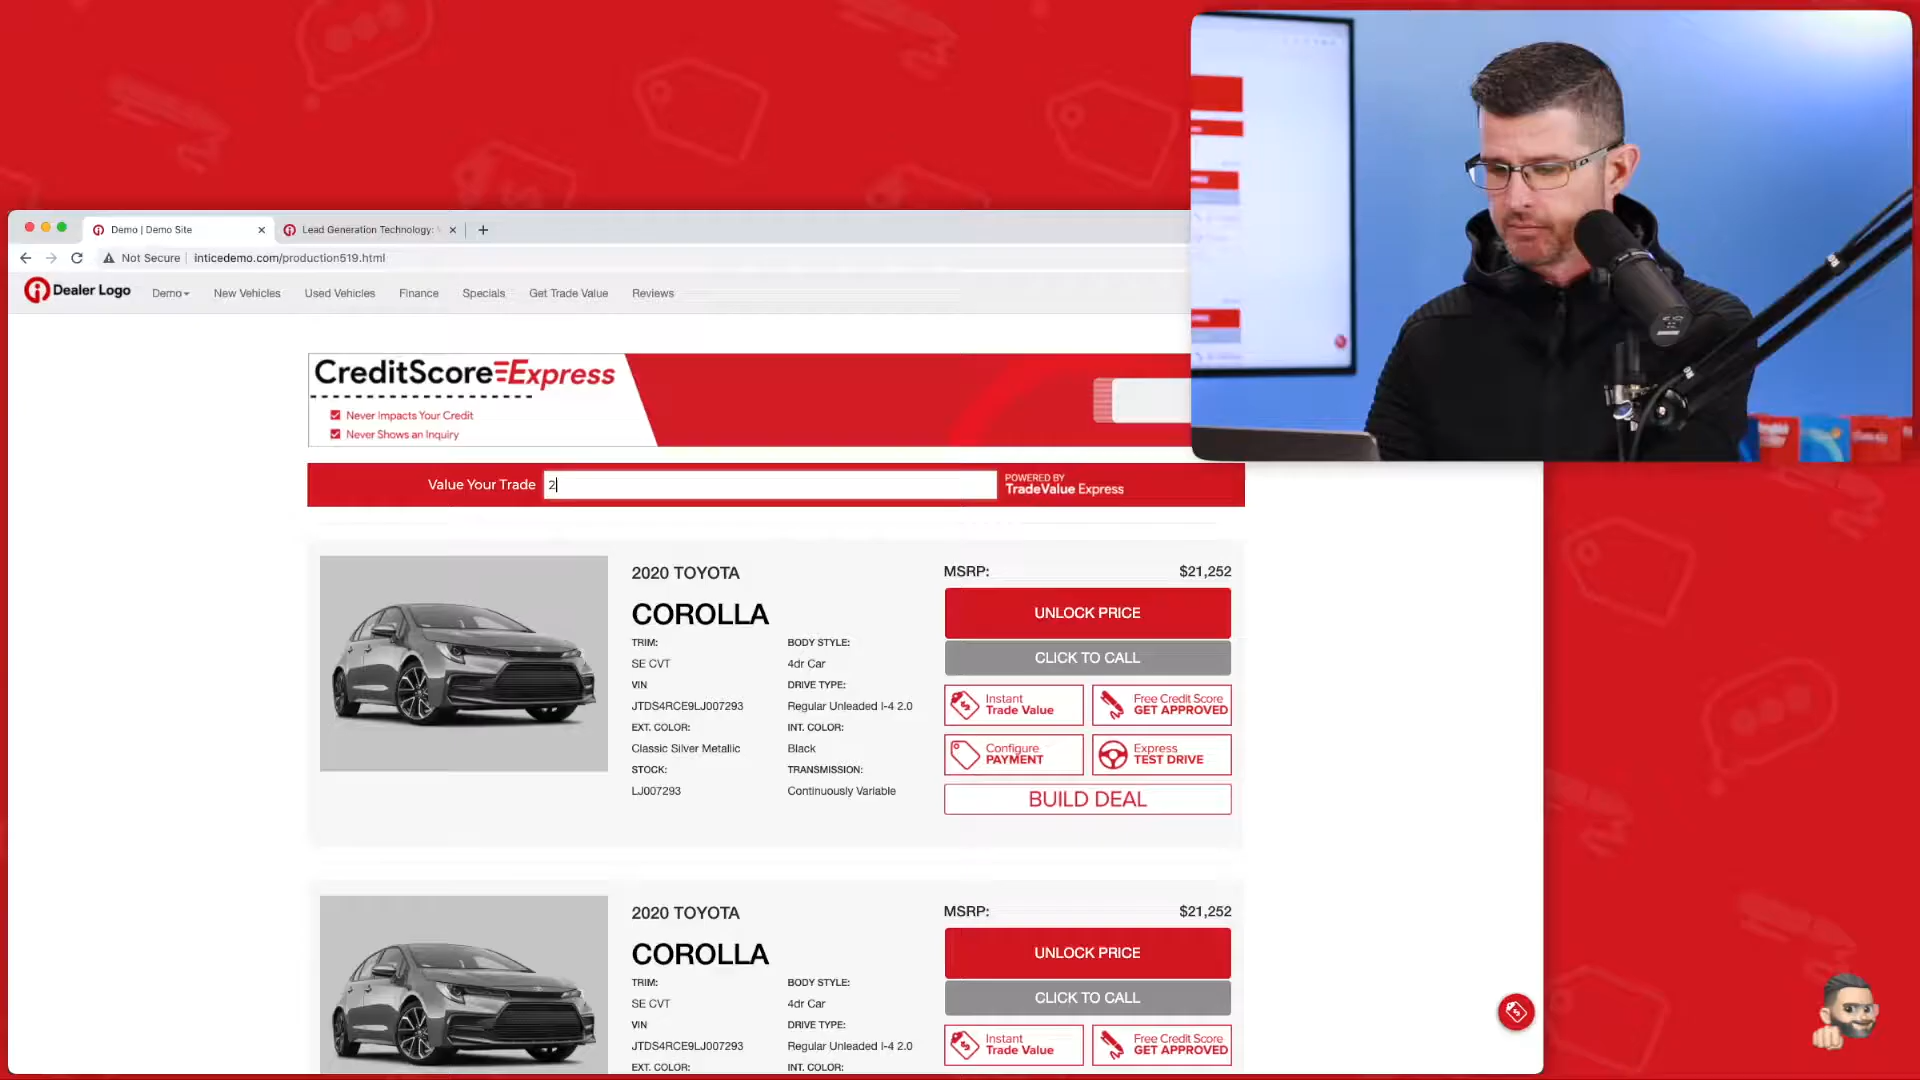 Demo | Demo Site
Lead Generation Technology:
Not Secure
inticedemo.com/production519.html
Dealer Logo
Demo
New Vehicles
Used Vehicles
Finance
Specials
Get Trade Value
Reviews
CreditScore Express
Never Impacts Your Credit
Never Shows an Inquiry
Value Your Trade
2
POWERED BY
TradeValue Express
2020 TOYOTA
COROLLA
TRIM:
SE CVT
VIN
JTDS4RCE9LJ007293
EXT. COLOR:
Classic Silver Metallic
STOCK:
LJ007293
BODY STYLE:
4dr Car
DRIVE TYPE:
Regular Unleaded I-4 2.0
INT. COLOR:
Black
TRANSMISSION:
Continuously Variable
MSRP: $21,252
UNLOCK PRICE
CLICK TO CALL
Instant
Trade Value
Free Credit Score
GET APPROVED
Configure
PAYMENT
Express
TEST DRIVE
BUILD DEAL
2020 TOYOTA
COROLLA
TRIM:
SE CVT
VIN
JTDS4RCE9LJ007293
EXT. COLOR:
BODY STYLE:
4dr Car
DRIVE TYPE:
Regular Unleaded I-4 2.0
INT. COLOR:
MSRP: $21,252
UNLOCK PRICE
CLICK TO CALL
Instant
Trade Value
Free Credit Score
GET APPROVED